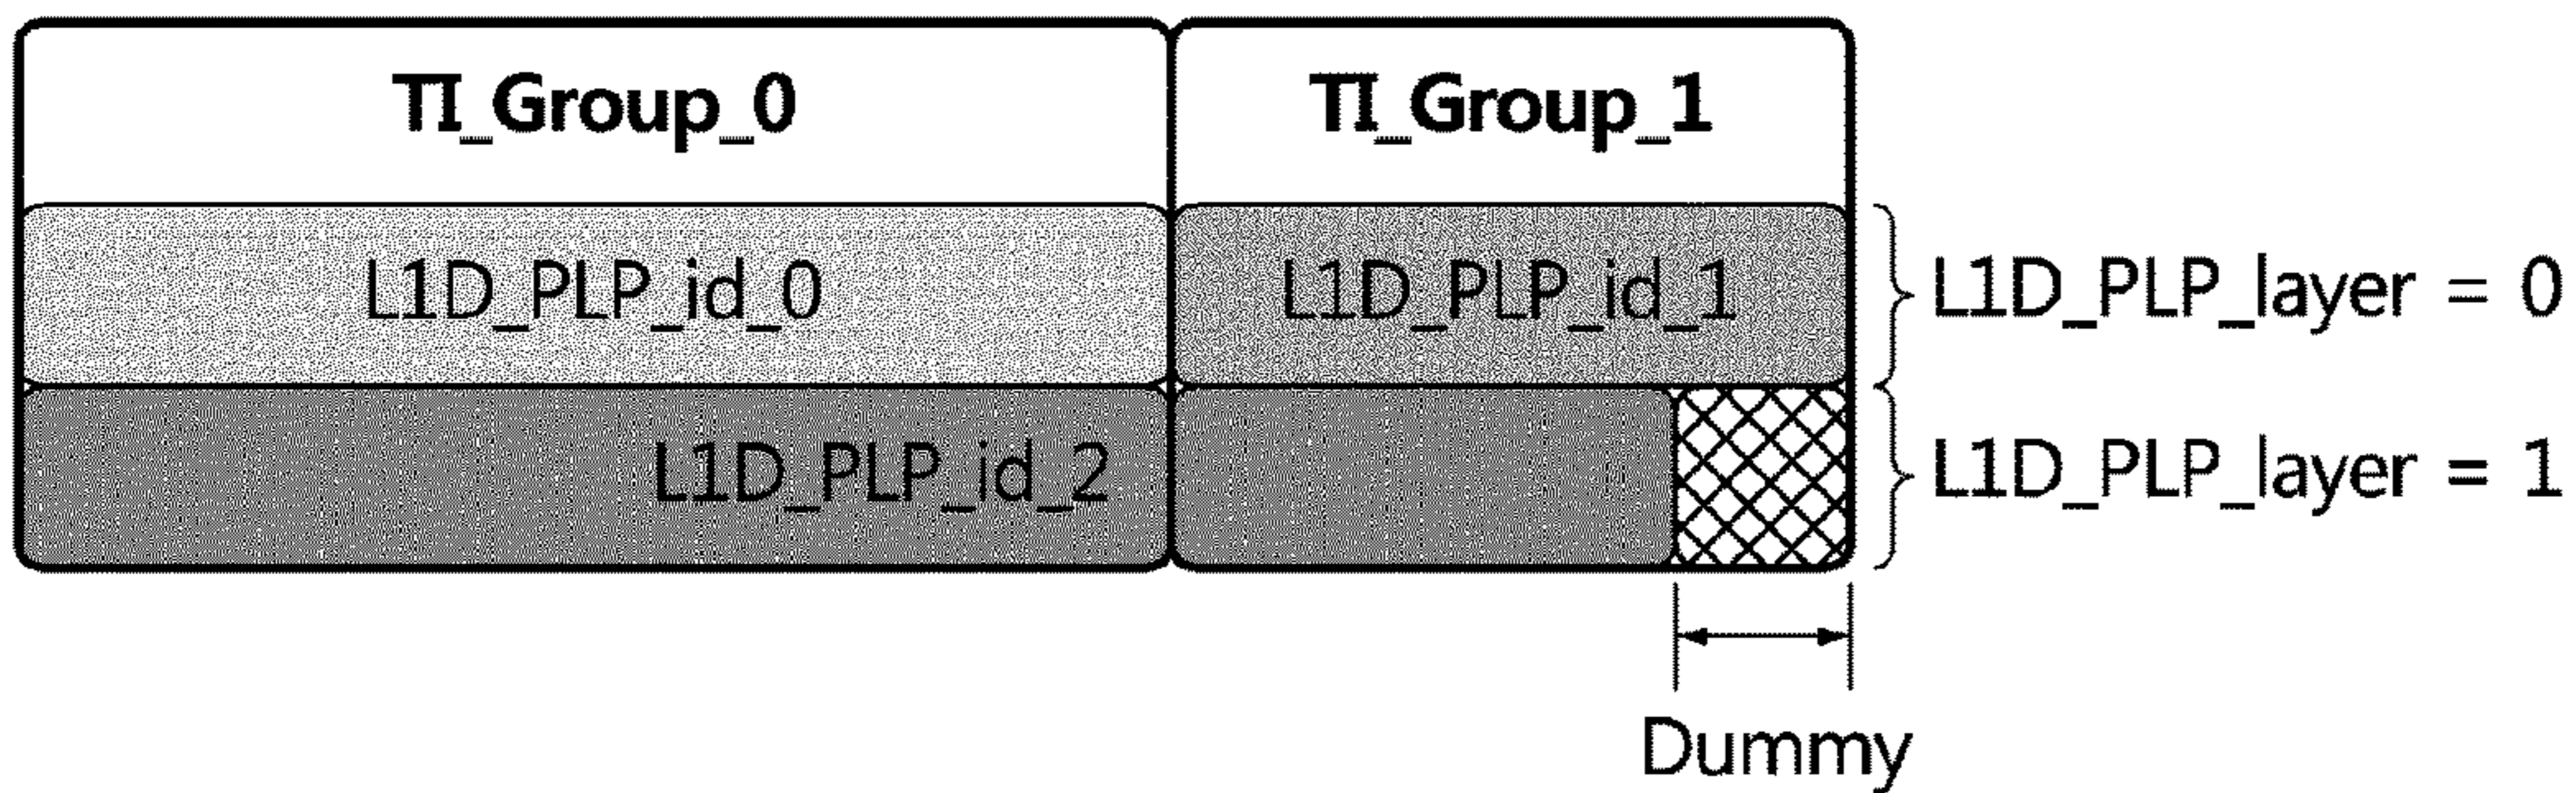 TI_Group_0 TI_Group_1
L1D_PLP_id_0 L1D_PLP_id_1 L1D_PLP_layer = 0
L1D_PLP_id_2 L1D_PLP_layer = 1
Dummy